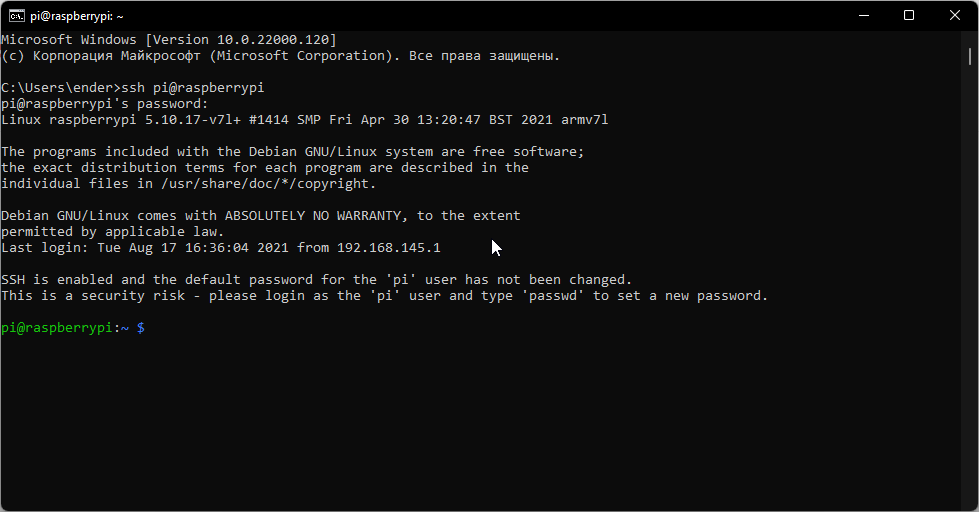 pi@raspberrypi: ~
Microsoft Windows [Version 10.0.22000.120]
(c) Корпорация Майкрософт (Microsoft Corporation). Все права защищены.
C:\Users\ender>ssh pi@raspberrypi
pi@raspberrypi's password:
Linux raspberrypi 5.10.17-v7l+ #1414 SMP Fri Apr 30 13:20:47 BST 2021 armv7l
The programs included with the Debian GNU/Linux system are free software;
the exact distribution terms for each program are described in the
individual files in /usr/share/doc/*/copyright.
Debian GNU/Linux comes with ABSOLUTELY NO WARRANTY, to the extent
permitted by applicable law.
Last login: Tue Aug 17 16:36:04 2021 from 192.168.145.1
SSH is enabled and the default password for the 'pi' user has not been changed.
This is a security risk - please login as the 'pi' user and type 'passwd' to set a new password.
pi@raspberrypi:~ $